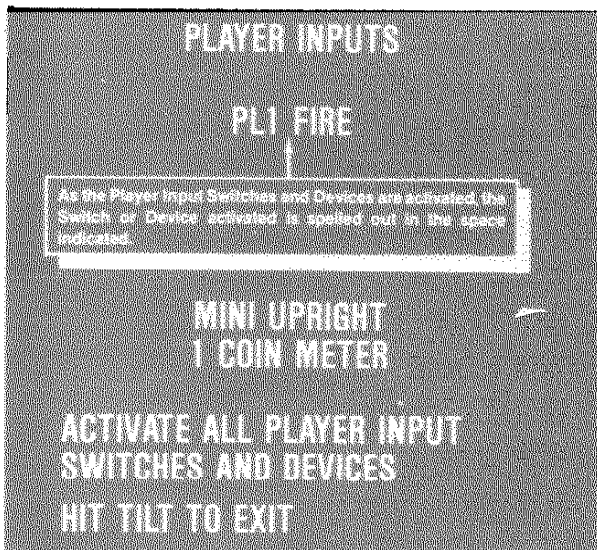 PLAYER INPUTS
PL1 FIRE
As the Player Input Switches and Devices are activated, the
Switch or Device activated is spelled out in the space
indicated.
MINI UPRIGHT
1 COIN METER
ACTIVATE ALL PLAYER INPUT
SWITCHES AND DEVICES
HIT TILT TO EXIT